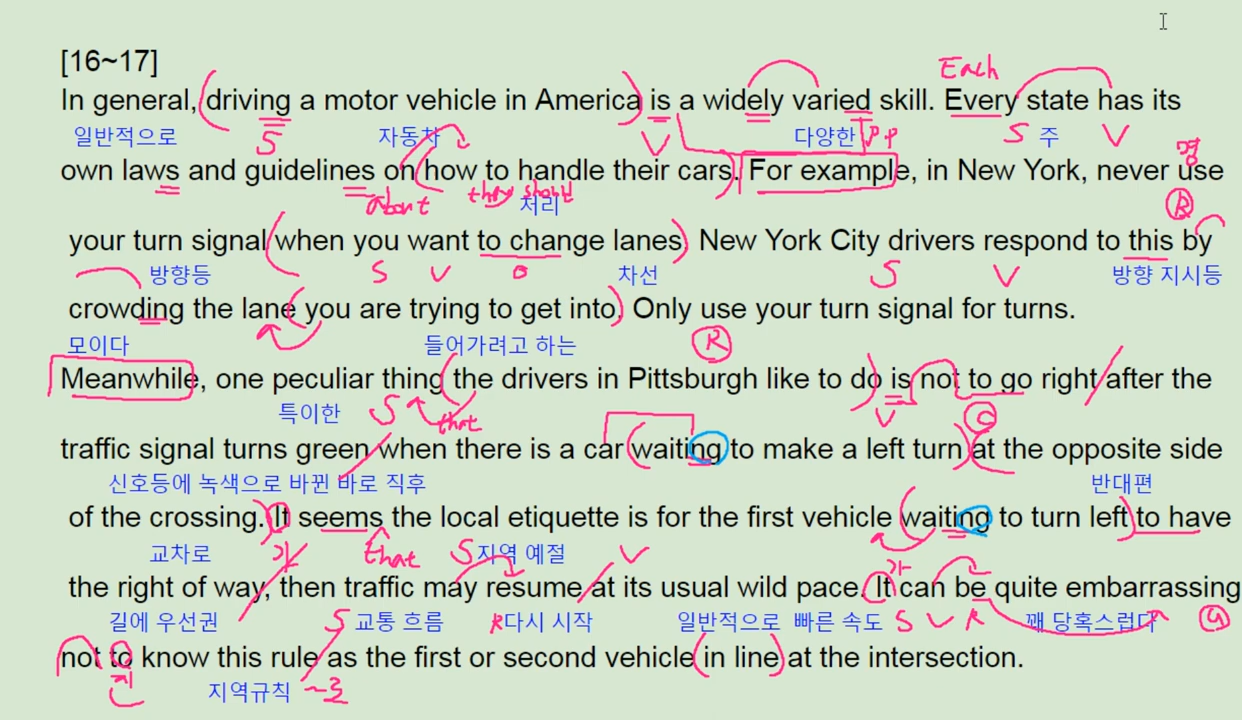 [16~17]
Each
In general, driving a motor vehicle in America is a widely varied skill. Every state has its
일반적으로 S 자동차 V 다양한 p.p S 주 V
명
own laws and guidelines on how to handle their cars. For example, in New York, never use
about they should 처리 R
your turn signal when you want to change lanes. New York City drivers respond to this by
방향등 S V o 차선 S V 방향 지시등
crowding the lane you are trying to get into. Only use your turn signal for turns.
모이다 들어가려고 하는 R
Meanwhile, one peculiar thing the drivers in Pittsburgh like to do is not to go right after the
특이한 S that V C
traffic signal turns green when there is a car waiting to make a left turn at the opposite side
신호등에 녹색으로 바뀐 바로 직후 반대편
of the crossing. It seems the local etiquette is for the first vehicle waiting to turn left to have
교차로 가 that S 지역 예절 V
the right of way, then traffic may resume at its usual wild pace. It can be quite embarrassing
길에 우선권 S 교통 흐름 R 다시 시작 일반적으로 빠른 속도 가 S V R 꽤 당혹스럽다
not to know this rule as the first or second vehicle in line at the intersection.
지 지역규칙 ~로